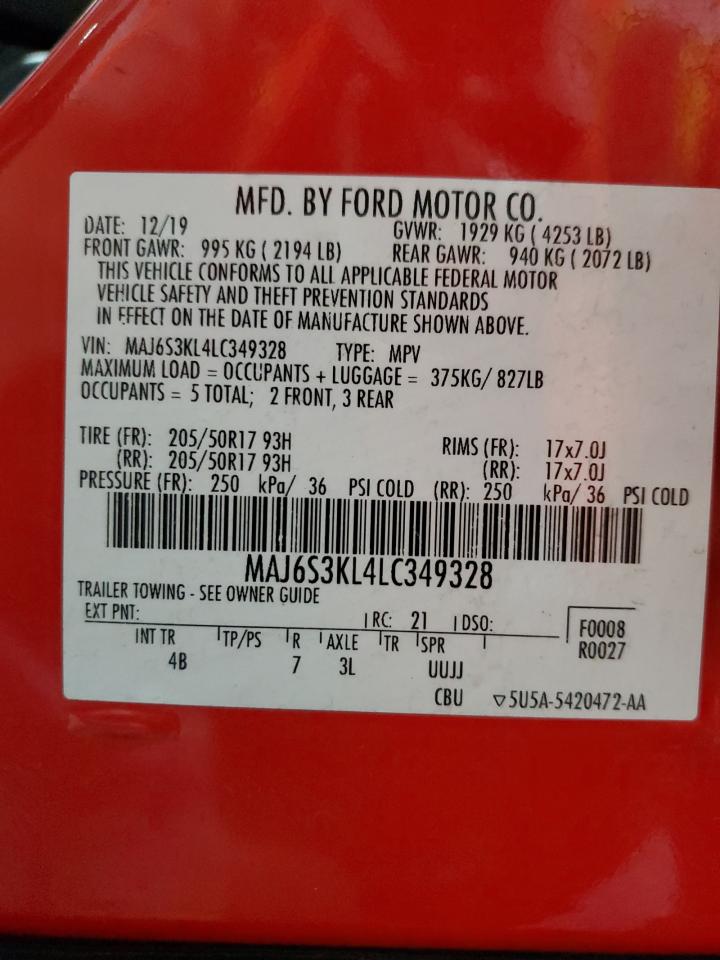 MFD. BY FORD MOTOR CO.
DATE: 12/19 GVWR: 1929 KG ( 4253 LB)
FRONT GAWR: 995 KG ( 2194 LB) REAR GAWR: 940 KG ( 2072 LB)
THIS VEHICLE CONFORMS TO ALL APPLICABLE FEDERAL MOTOR
VEHICLE SAFETY AND THEFT PREVENTION STANDARDS
IN EFFECT ON THE DATE OF MANUFACTURE SHOWN ABOVE.
VIN: MAJ6S3KL4LC349328 TYPE: MPV
MAXIMUM LOAD = OCCUPANTS + LUGGAGE = 375KG/ 827LB
OCCUPANTS = 5 TOTAL; 2 FRONT, 3 REAR
TIRE (FR): 205/50R17 93H RIMS (FR): 17x7.0J
(RR): 205/50R17 93H (RR): 17x7.0J
PRESSURE (FR): 250 kPa/ 36 PSI COLD (RR): 250 kPa/ 36 PSI COLD
MAJ6S3KL4LC349328
TRAILER TOWING - SEE OWNER GUIDE
EXT PNT: RC: 21 DSO: F0008
INT TR TP/PS R AXLE TR SPR R0027
4B 7 3L UUJJ
CBU ▽5U5A-5420472-AA